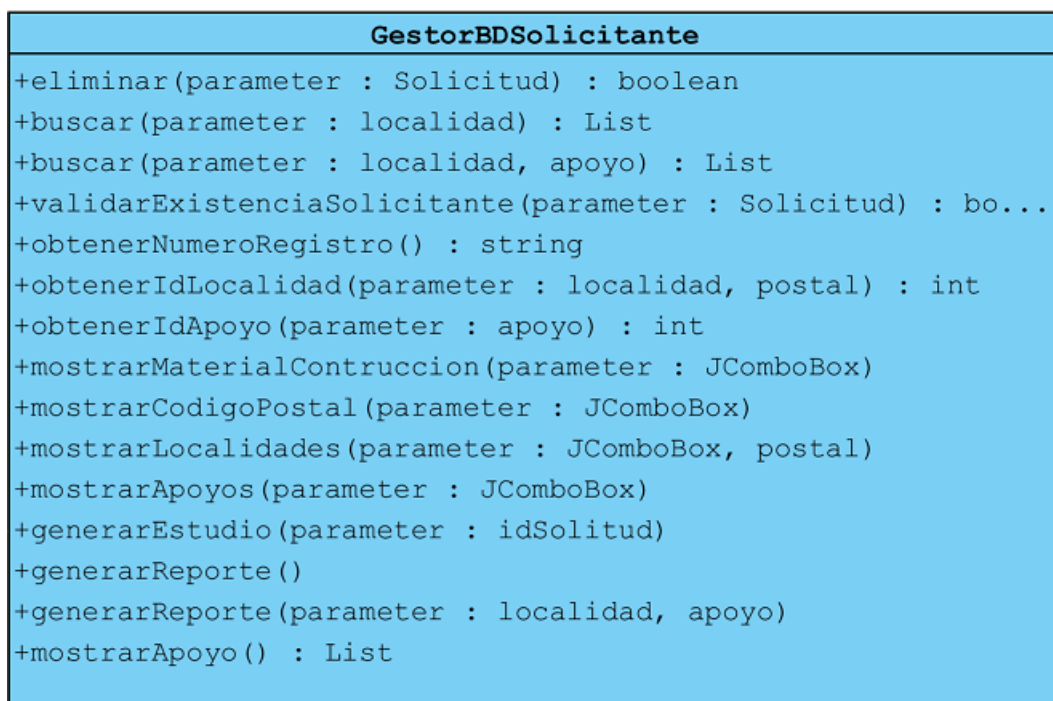 GestorBDSolicitante
+eliminar(parameter : Solicitud) : boolean
+buscar(parameter : localidad) : List
+buscar(parameter : localidad, apoyo) : List
+validarExistenciaSolicitante(parameter : Solicitud) : bo...
+obtenerNumeroRegistro() : string
+obtenerIdLocalidad(parameter : localidad, postal) : int
+obtenerIdApoyo(parameter : apoyo) : int
+mostrarMaterialContruccion(parameter : JComboBox)
+mostrarCodigoPostal(parameter : JComboBox)
+mostrarLocalidades(parameter : JComboBox, postal)
+mostrarApoyos(parameter : JComboBox)
+generarEstudio(parameter : idSolitud)
+generarReporte()
+generarReporte(parameter : localidad, apoyo)
+mostrarApoyo() : List